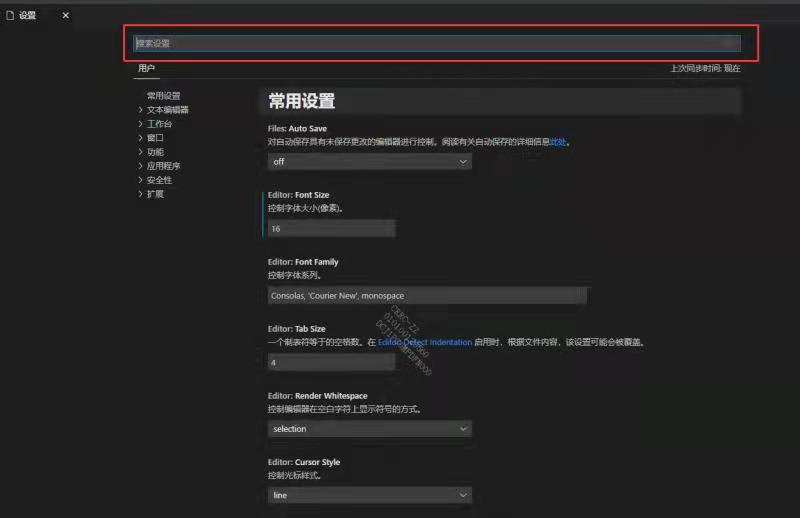 设置
搜索设置
用户
上次同步时间: 现在
常用设置
文本编辑器
工作台
窗口
功能
应用程序
安全性
扩展
常用设置
Files: Auto Save
对自动保存具有未保存更改的编辑器进行控制。阅读有关自动保存的详细信息此处。
off
Editor: Font Size
控制字体大小(像素)。
16
Editor: Font Family
控制字体系列。
Consolas, 'Courier New', monospace
Editor: Tab Size
一个制表符等于的空格数。在 Editor: Detect Indentation 启用时，根据文件内容，该设置可能会被覆盖。
4
Editor: Render Whitespace
控制编辑器在空白字符上显示符号的方式。
selection
Editor: Cursor Style
控制光标样式。
line